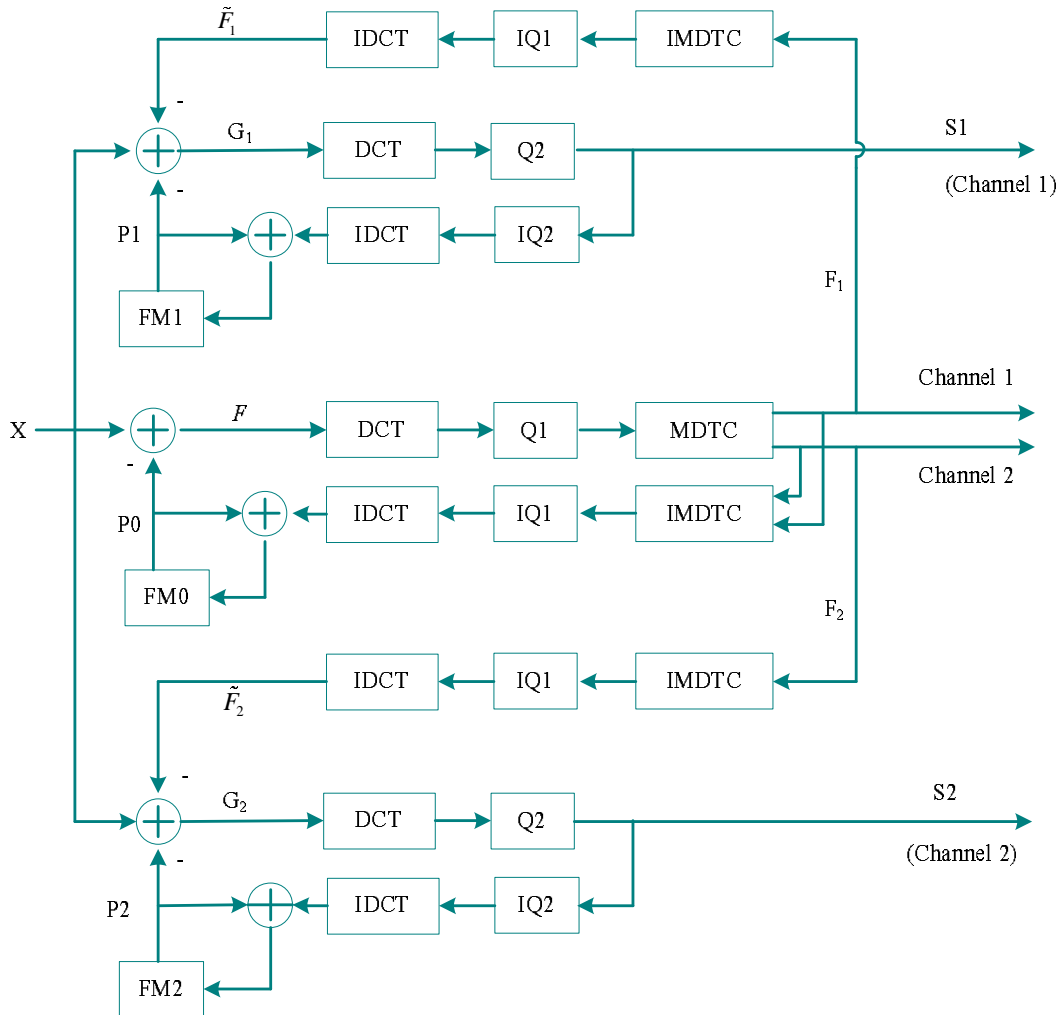 F̃₁
IDCT
IQ1
IMDTC
-
G₁
DCT
Q2
S1
(Channel 1)
-
P1
IDCT
IQ2
FM1
F₁
Channel 1
X
F
DCT
Q1
MDTC
-
Channel 2
P0
IDCT
IQ1
IMDTC
FM0
F₂
F̃₂
IDCT
IQ1
IMDTC
-
G₂
DCT
Q2
S2
(Channel 2)
-
P2
IDCT
IQ2
FM2